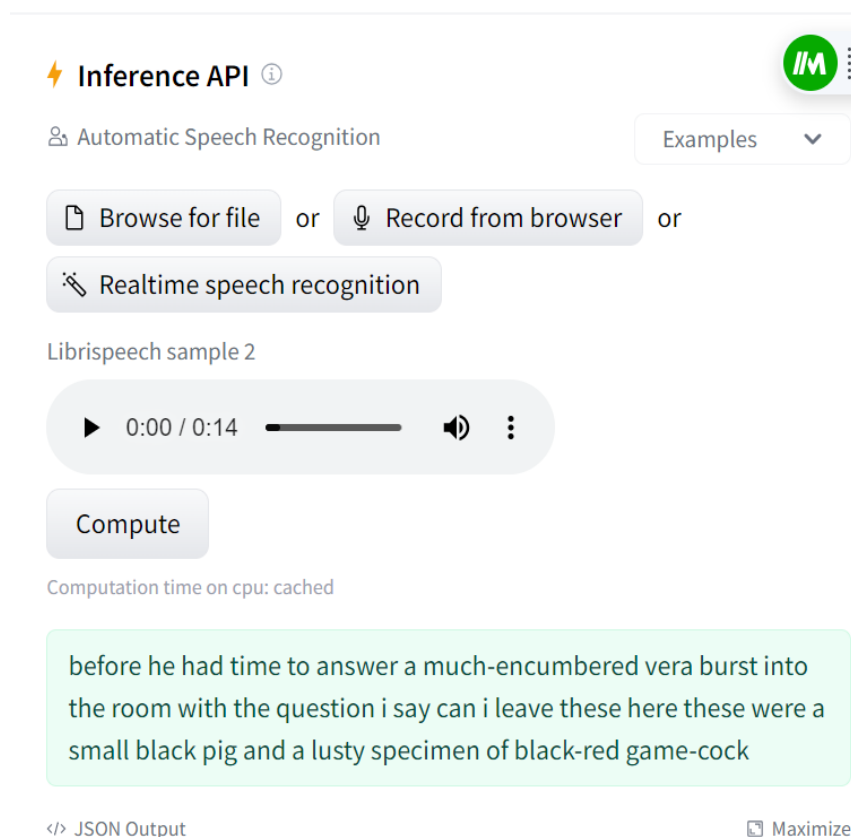 Inference API
Automatic Speech Recognition
Examples
Browse for file or Record from browser or
Realtime speech recognition
Librispeech sample 2
0:00 / 0:14
Compute
Computation time on cpu: cached
before he had time to answer a much-encumbered vera burst into
the room with the question i say can i leave these here these were a
small black pig and a lusty specimen of black-red game-cock
</> JSON Output
Maximize